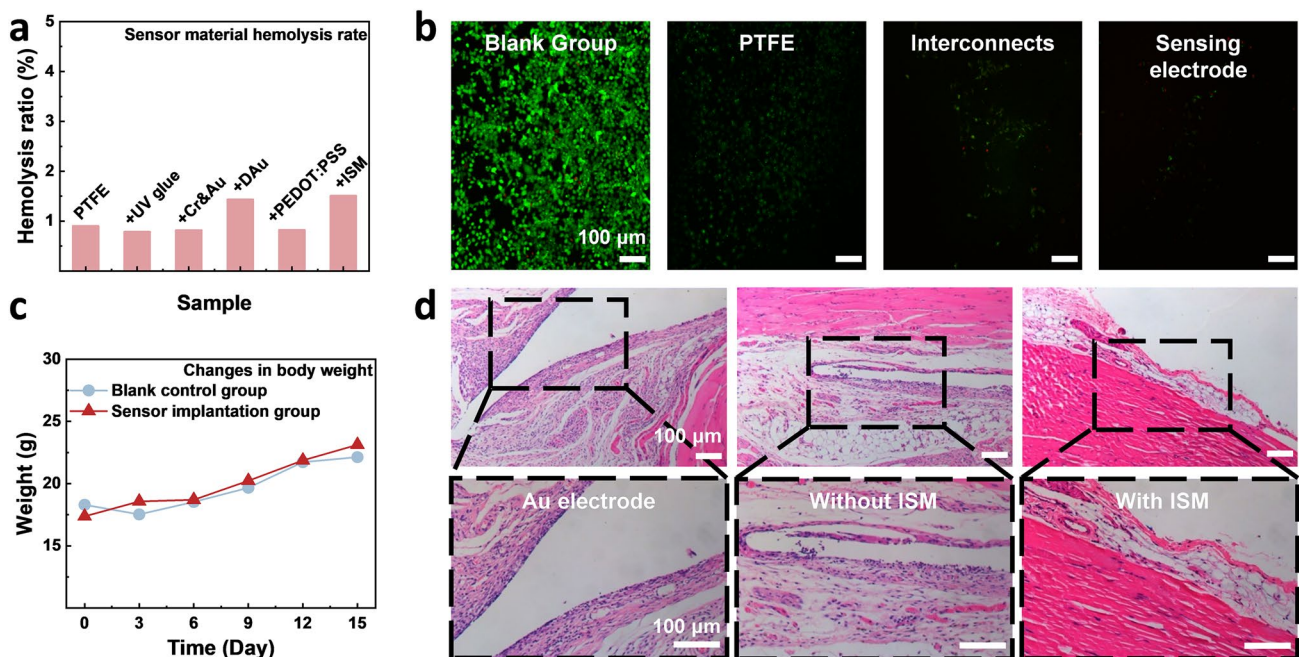 a
Sensor material hemolysis rate
Hemolysis ratio (%)
5
4
3
2
1
PTFE
+UV glue
+Cr&Au
+DAu
+PEDOT:PSS
+ISM
Sample
b
Blank Group
100 µm
PTFE
Interconnects
Sensing
electrode
c
Changes in body weight
Blank control group
Sensor implantation group
Weight (g)
30
25
20
15
0 3 6 9 12 15
Time (Day)
d
100 µm
Au electrode
100 µm
Without ISM
With ISM